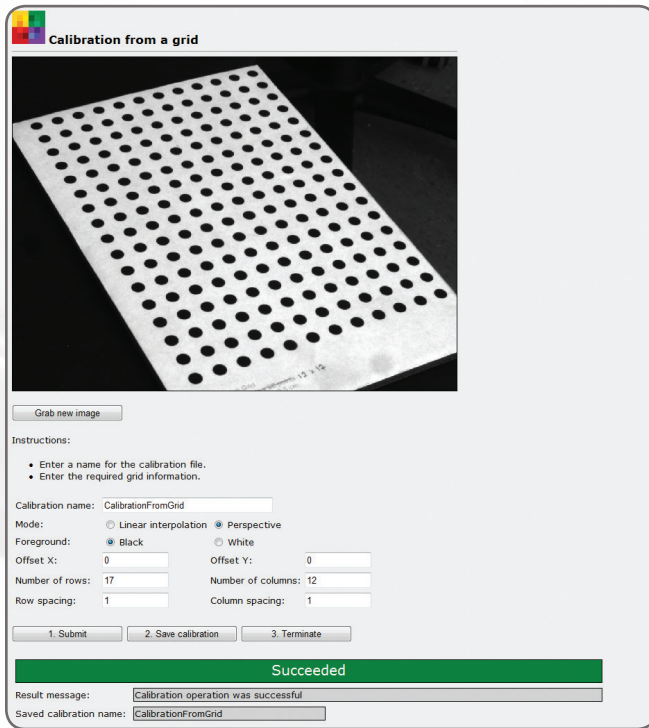 Calibration from a grid
12 x 12
Grab new image
Instructions:
• Enter a name for the calibration file.
• Enter the required grid information.
Calibration name: CalibrationFromGrid
Mode: Linear interpolation Perspective
Foreground: Black White
Offset X: 0 Offset Y: 0
Number of rows: 17 Number of columns: 12
Row spacing: 1 Column spacing: 1
1. Submit 2. Save calibration 3. Terminate
Succeeded
Result message: Calibration operation was successful
Saved calibration name: CalibrationFromGrid